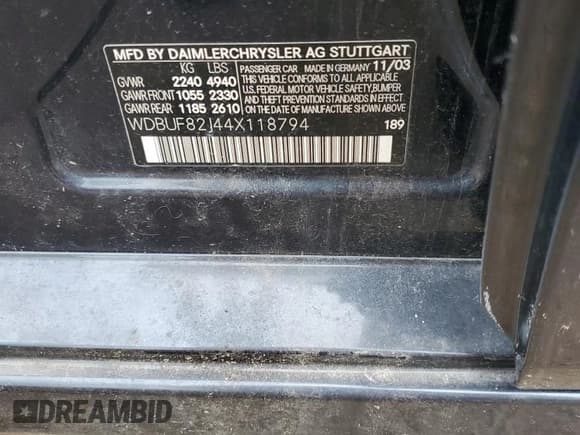 MFD BY DAIMLERCHRYSLER AG STUTTGART
KG LBS PASSENGER CAR MADE IN GERMANY 11/03
GVWR 2240 4940 THIS VEHICLE CONFORMS TO ALL APPLICABLE
GAWR FRONT 1055 2330 U.S. FEDERAL MOTOR VEHICLE SAFETY, BUMPER
GAWR REAR 1185 2610 AND THEFT PREVENTION STANDARDS IN EFFECT
ON THE DATE OF MANUFACTURE SHOWN ABOVE
WDBUF82J44X118794 189
DREAMBID